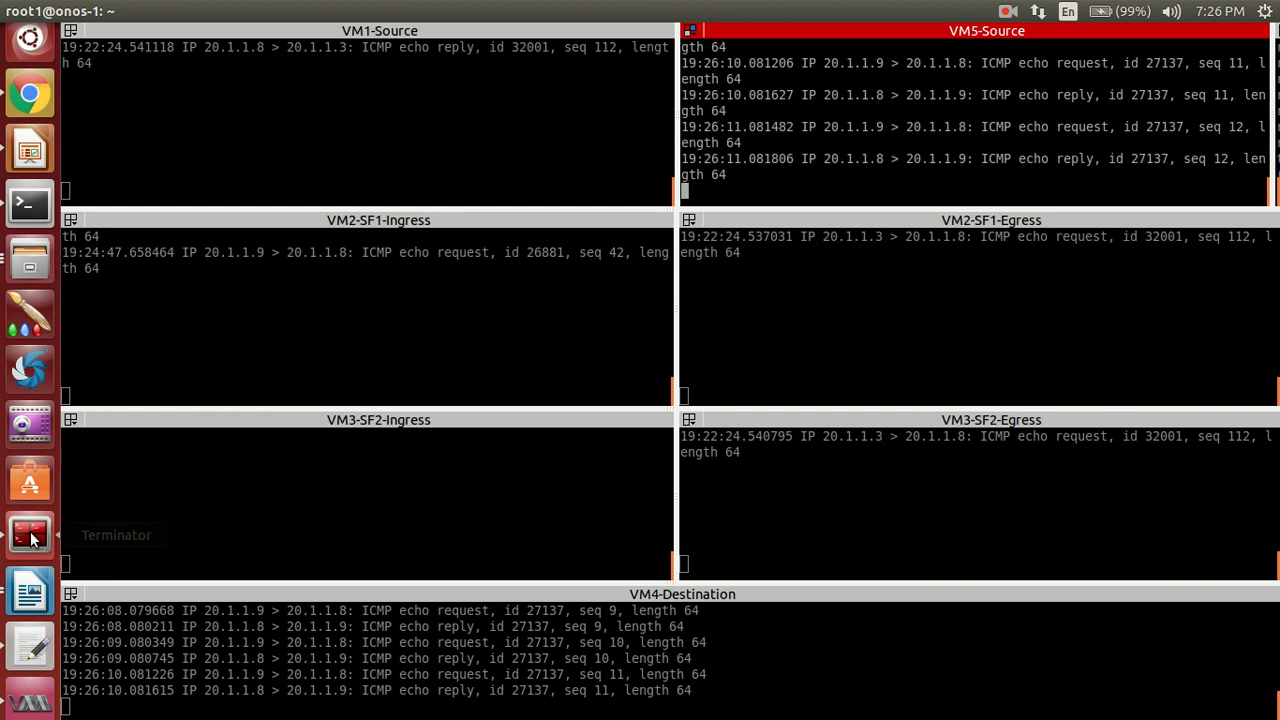 root1@onos-1: ~
En
(99%)
7:26 PM
VM1-Source
19:22:24.541118 IP 20.1.1.8 > 20.1.1.3: ICMP echo reply, id 32001, seq 112, lengt
h 64
VM5-Source
gth 64
19:26:10.081206 IP 20.1.1.9 > 20.1.1.8: ICMP echo request, id 27137, seq 11, l
ength 64
19:26:10.081627 IP 20.1.1.8 > 20.1.1.9: ICMP echo reply, id 27137, seq 11, len
gth 64
19:26:11.081482 IP 20.1.1.9 > 20.1.1.8: ICMP echo request, id 27137, seq 12, l
ength 64
19:26:11.081806 IP 20.1.1.8 > 20.1.1.9: ICMP echo reply, id 27137, seq 12, len
gth 64
VM2-SF1-Ingress
th 64
19:24:47.658464 IP 20.1.1.9 > 20.1.1.8: ICMP echo request, id 26881, seq 42, leng
th 64
VM2-SF1-Egress
19:22:24.537031 IP 20.1.1.3 > 20.1.1.8: ICMP echo request, id 32001, seq 112, l
ength 64
VM3-SF2-Ingress
VM3-SF2-Egress
19:22:24.540795 IP 20.1.1.3 > 20.1.1.8: ICMP echo request, id 32001, seq 112, l
ength 64
Terminator
VM4-Destination
19:26:08.079668 IP 20.1.1.9 > 20.1.1.8: ICMP echo request, id 27137, seq 9, length 64
19:26:08.080211 IP 20.1.1.8 > 20.1.1.9: ICMP echo reply, id 27137, seq 9, length 64
19:26:09.080349 IP 20.1.1.9 > 20.1.1.8: ICMP echo request, id 27137, seq 10, length 64
19:26:09.080745 IP 20.1.1.8 > 20.1.1.9: ICMP echo reply, id 27137, seq 10, length 64
19:26:10.081226 IP 20.1.1.9 > 20.1.1.8: ICMP echo request, id 27137, seq 11, length 64
19:26:10.081615 IP 20.1.1.8 > 20.1.1.9: ICMP echo reply, id 27137, seq 11, length 64